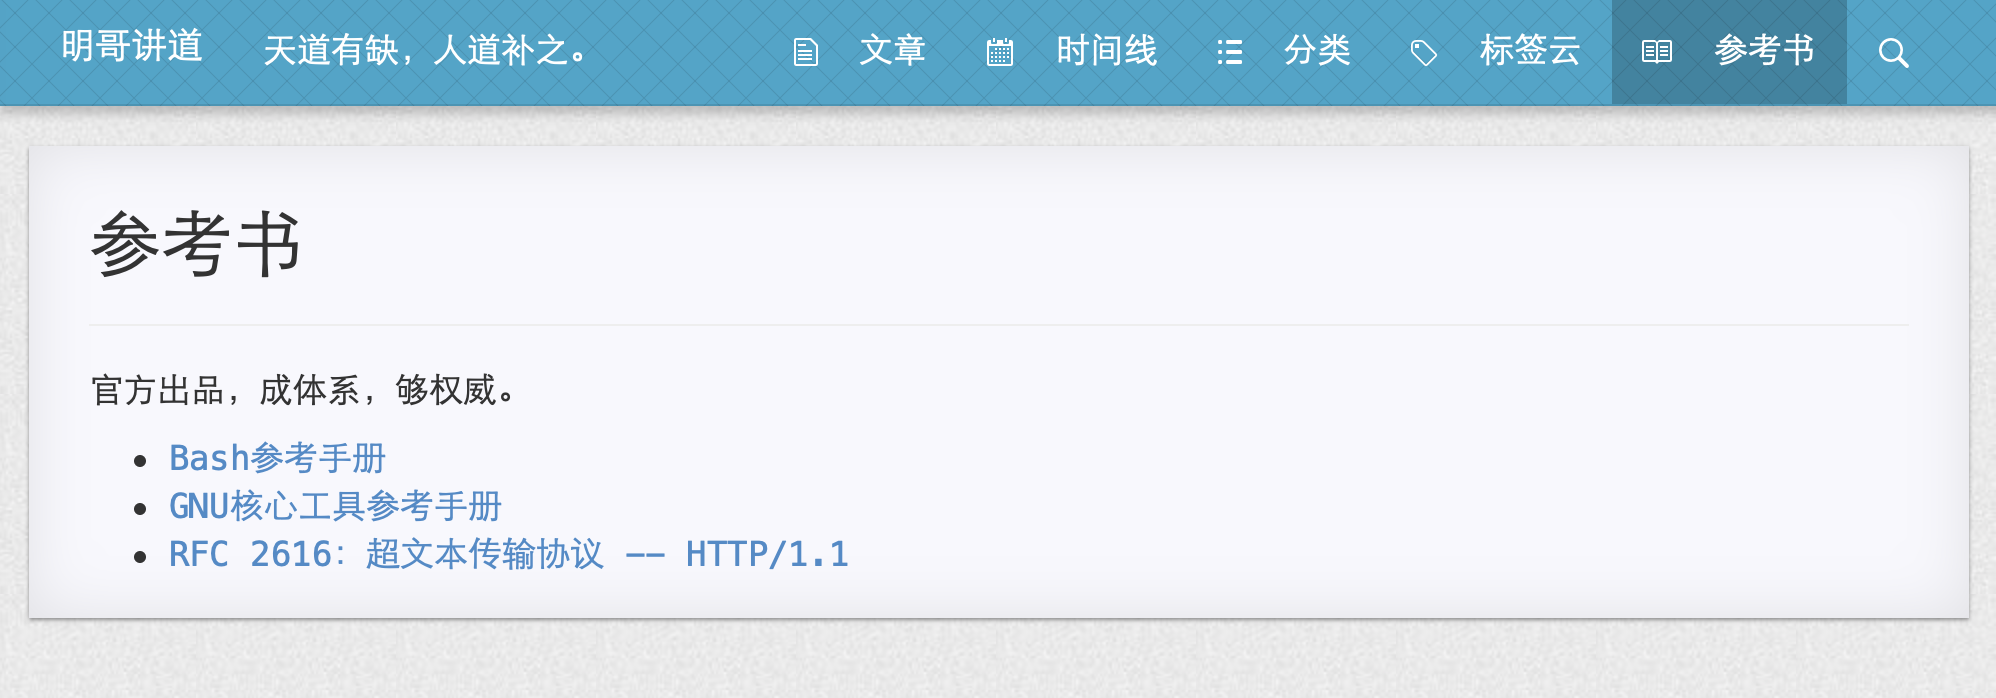 明哥讲道 天道有缺，人道补之。 文章 时间线 分类 标签云 参考书
参考书
官方出品，成体系，够权威。
Bash参考手册
GNU核心工具参考手册
RFC 2616：超文本传输协议 —— HTTP/1.1